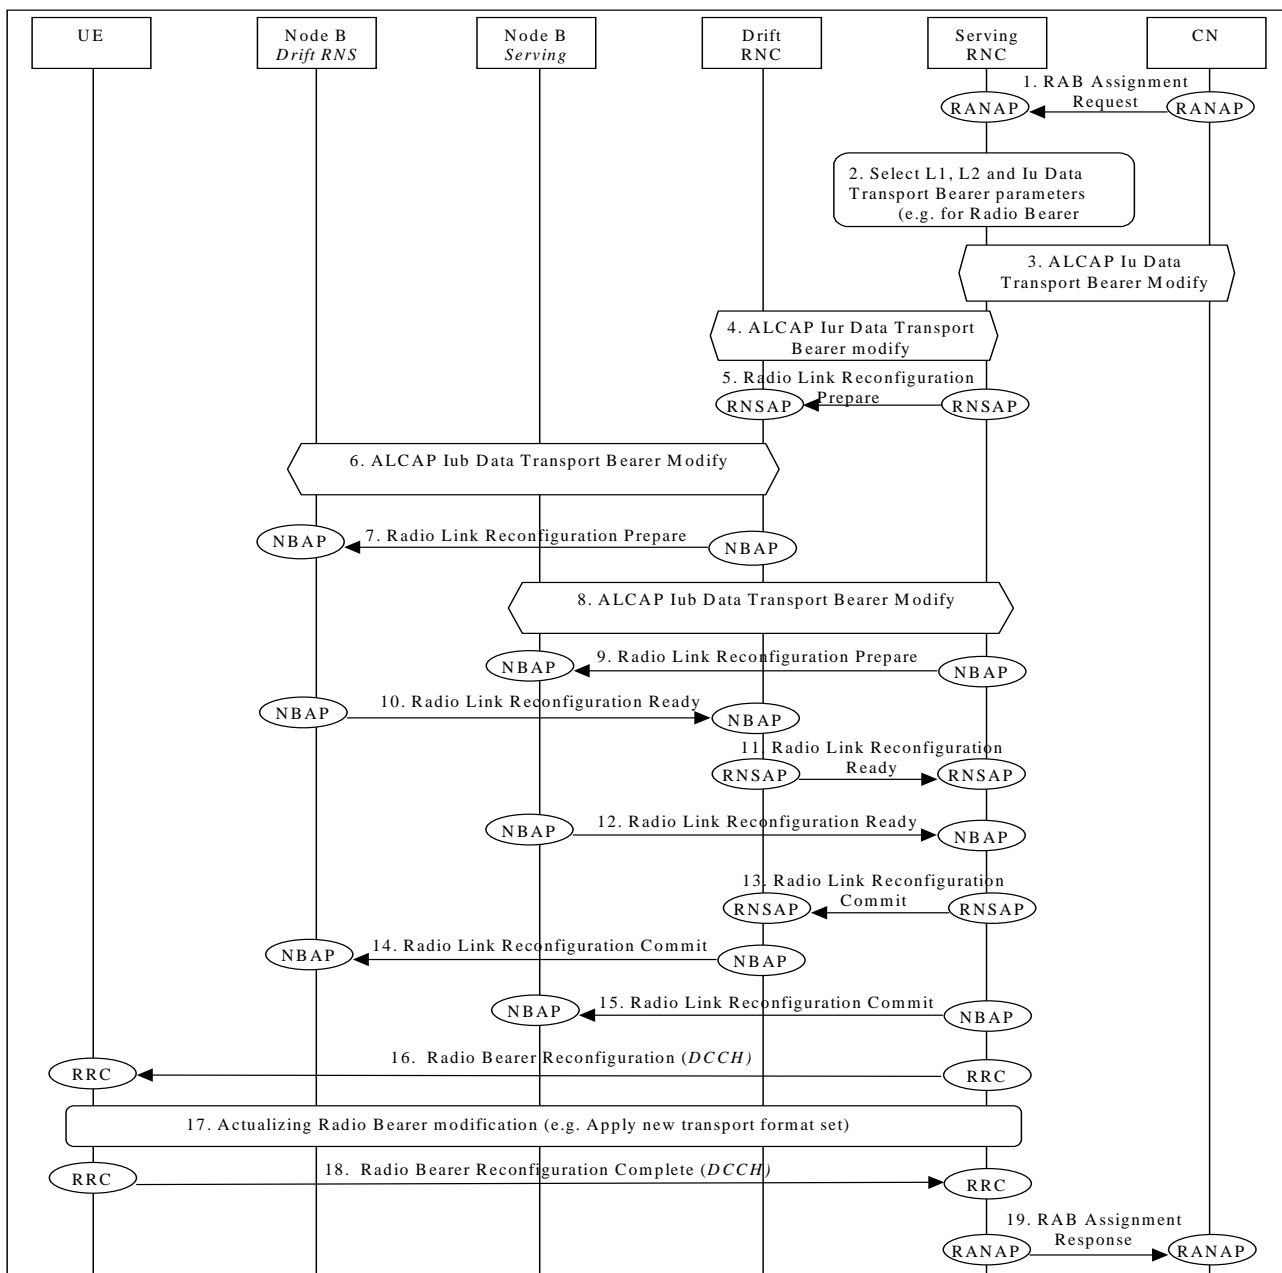 UE
Node B
Drift RNS
Node B
Serving
Drift
RNC
Serving
RNC
CN
1. RAB Assignment
Request
RANAP
RANAP
2. Select L1, L2 and Iu Data
Transport Bearer parameters
(e.g. for Radio Bearer
3. ALCAP Iu Data
Transport Bearer Modify
4. ALCAP Iur Data Transport
Bearer modify
5. Radio Link Reconfiguration
Prepare
RNSAP
RNSAP
6. ALCAP Iub Data Transport Bearer Modify
7. Radio Link Reconfiguration Prepare
NBAP
NBAP
8. ALCAP Iub Data Transport Bearer Modify
9. Radio Link Reconfiguration Prepare
NBAP
NBAP
10. Radio Link Reconfiguration Ready
NBAP
NBAP
11. Radio Link Reconfiguration
Ready
RNSAP
RNSAP
12. Radio Link Reconfiguration Ready
NBAP
NBAP
13. Radio Link Reconfiguration
Commit
RNSAP
RNSAP
14. Radio Link Reconfiguration Commit
NBAP
NBAP
15. Radio Link Reconfiguration Commit
NBAP
NBAP
16. Radio Bearer Reconfiguration (DCCH)
RRC
RRC
17. Actualizing Radio Bearer modification (e.g. Apply new transport format set)
18. Radio Bearer Reconfiguration Complete (DCCH)
RRC
RRC
19. RAB Assignment
Response
RANAP
RANAP